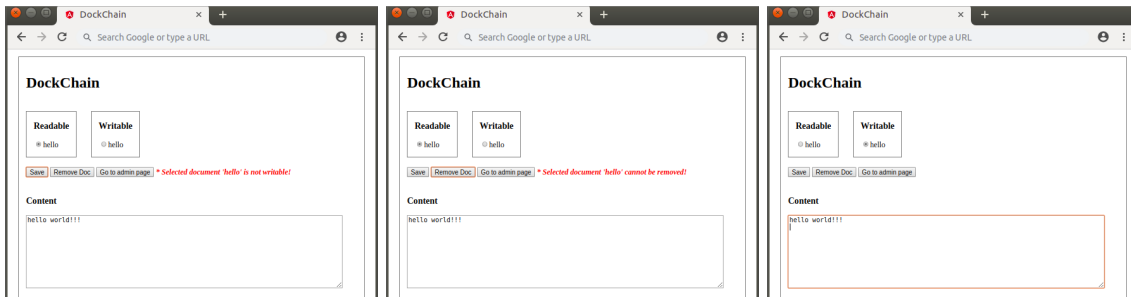 DockChain × +
Search Google or type a URL
DockChain
Readable Writable
hello hello
Save Remove Doc Go to admin page * Selected document 'hello' is not writable!
Content
hello world!!!
DockChain × +
Search Google or type a URL
DockChain
Readable Writable
hello hello
Save Remove Doc Go to admin page * Selected document 'hello' cannot be removed!
Content
hello world!!!
DockChain × +
Search Google or type a URL
DockChain
Readable Writable
hello hello
Save Remove Doc Go to admin page
Content
hello world!!!